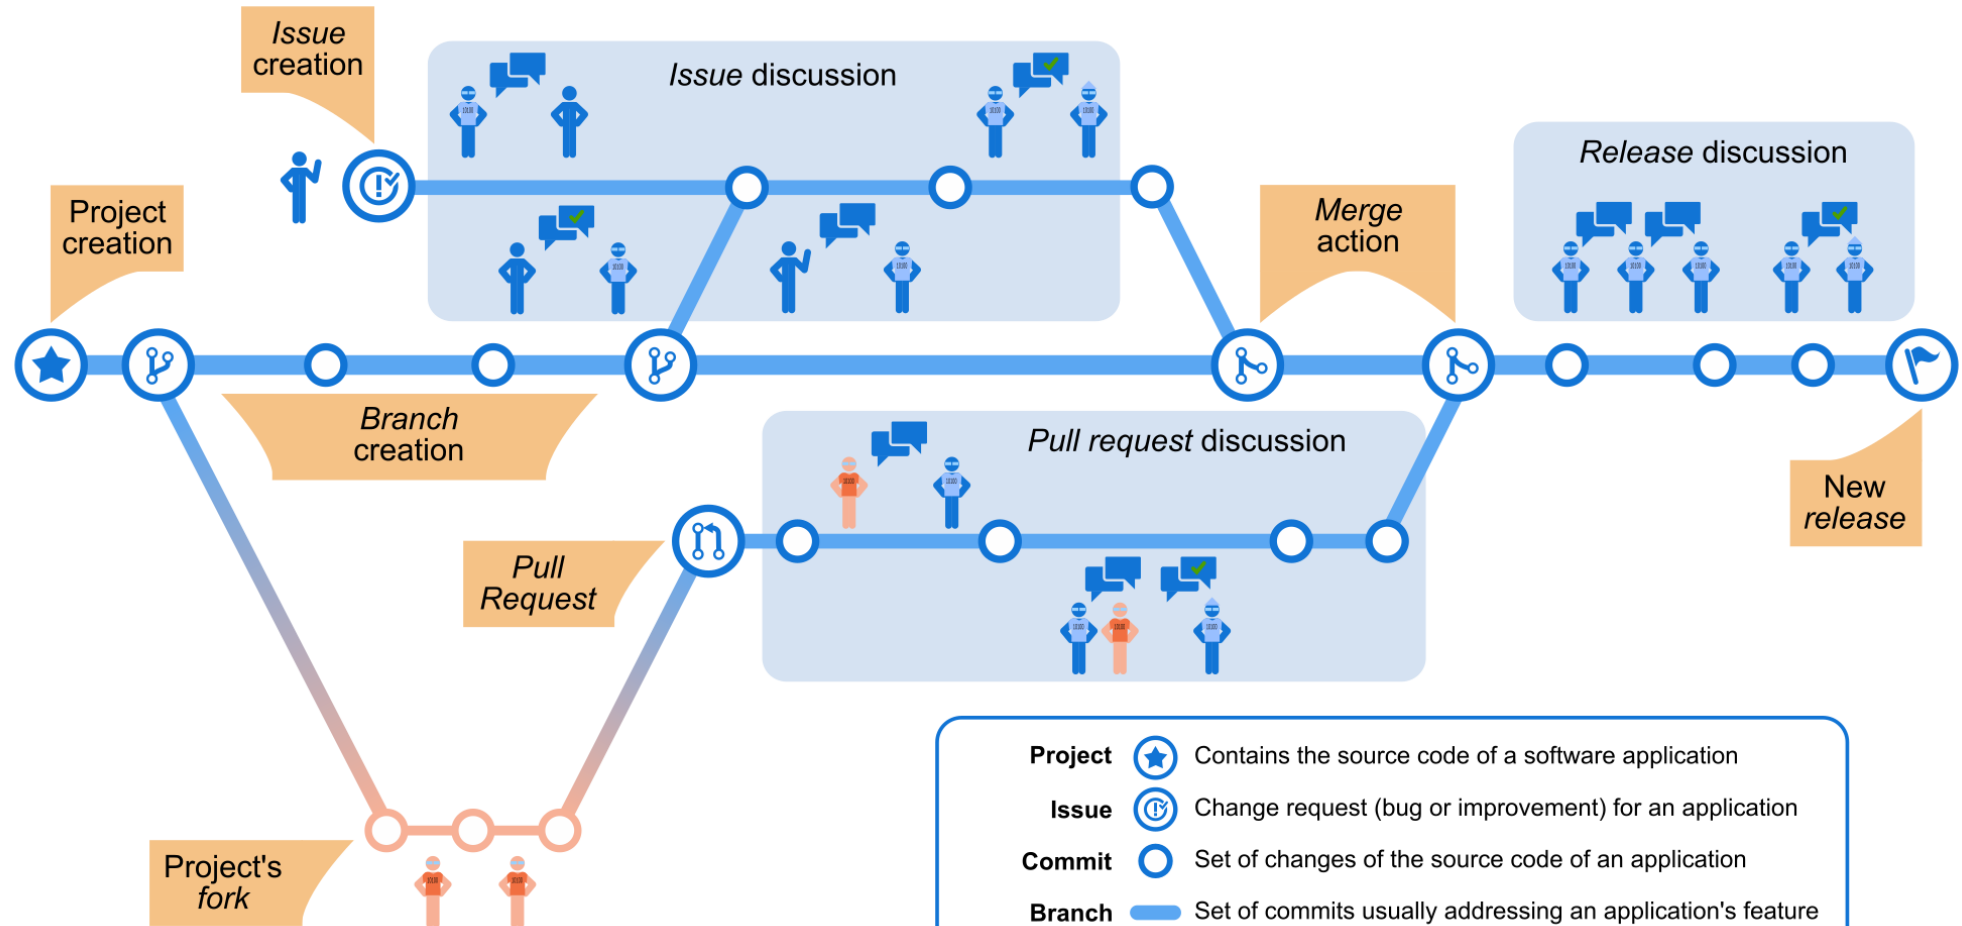 Issue
creation
Issue discussion
Release discussion
Project
creation
Merge
action
Branch
creation
Pull request discussion
New
release
Pull
Request
Project's
fork
Project Contains the source code of a software application
Issue Change request (bug or improvement) for an application
Commit Set of changes of the source code of an application
Branch Set of commits usually addressing an application's feature